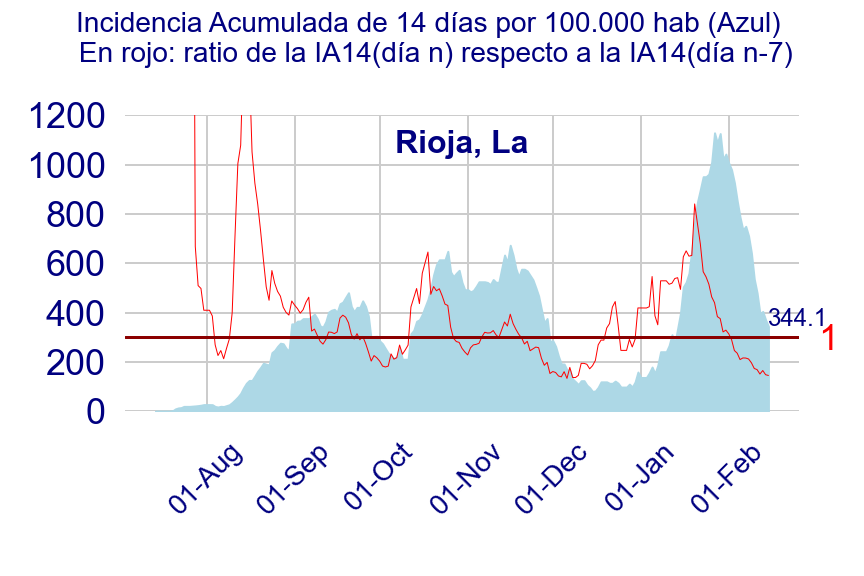 Incidencia Acumulada de 14 días por 100.000 hab (Azul)
En rojo: ratio de la IA14(día n) respecto a la IA14(día n-7)
Rioja, La
1200
1000
800
600
400
200
0
344.1
1
01-Aug
01-Sep
01-Oct
01-Nov
01-Dec
01-Jan
01-Feb